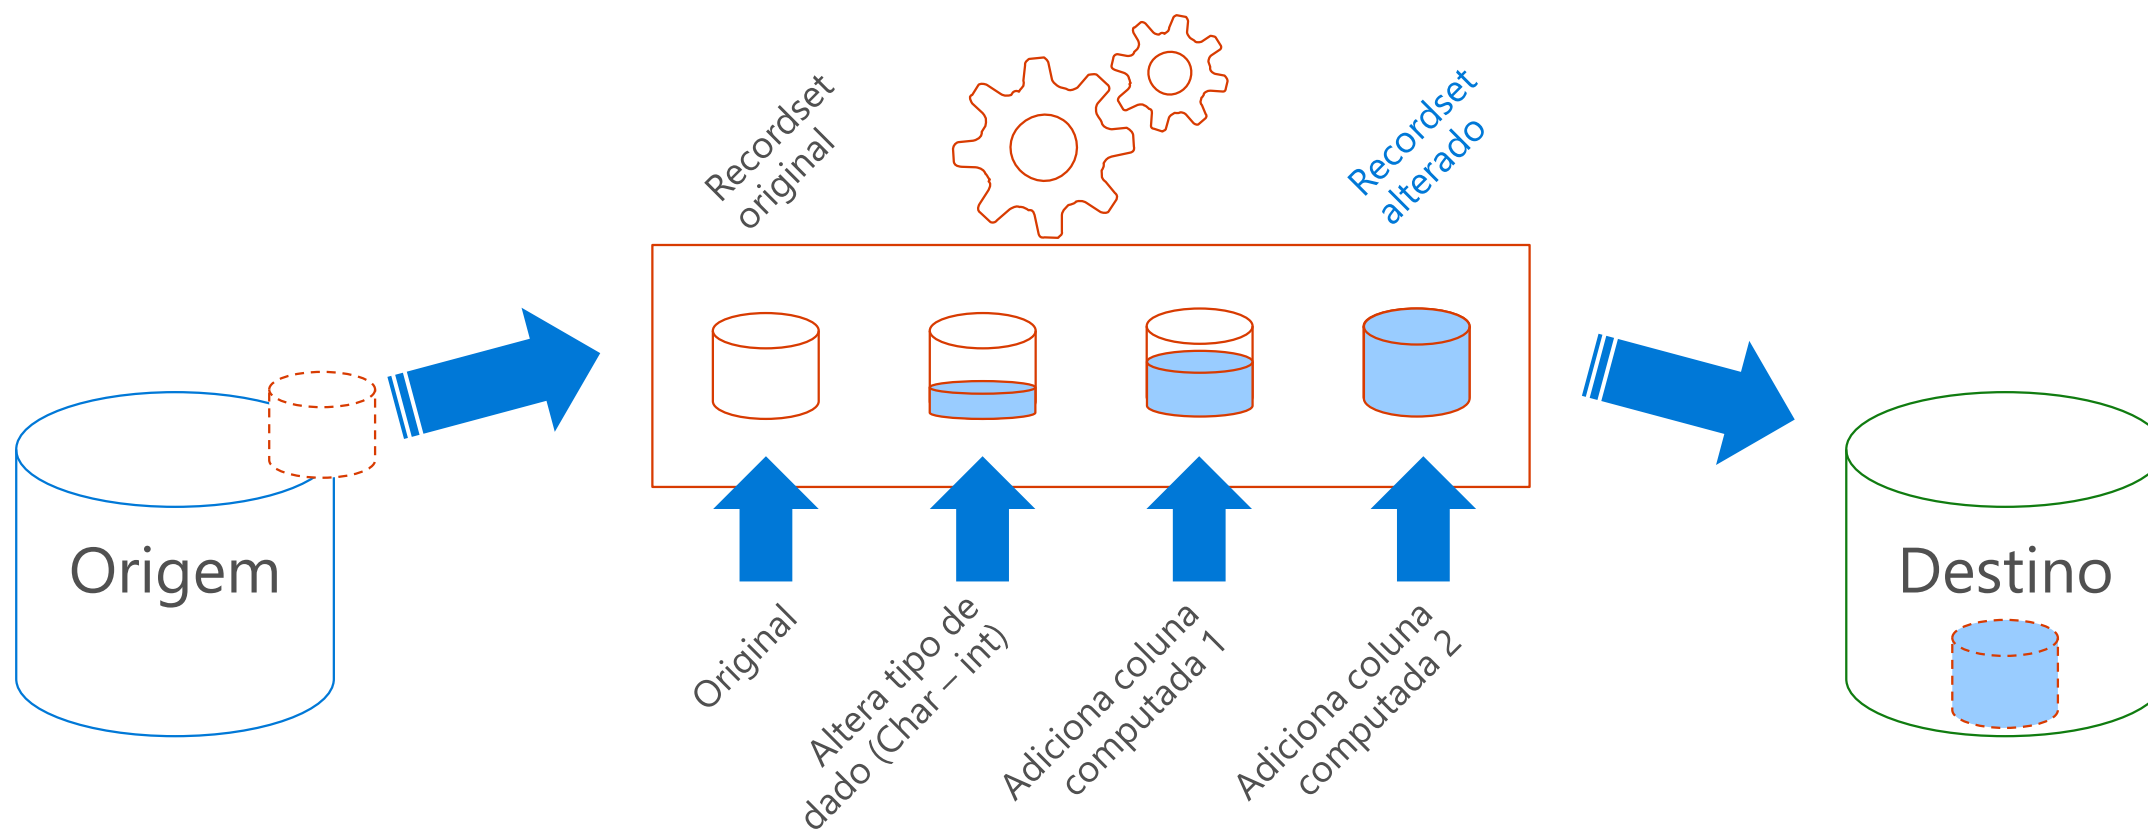 Recordset
original
Recordset
alterado
Origem
Destino
Original
Altera tipo de
dado (Char – int)
Adiciona coluna
computada 1
Adiciona coluna
computada 2